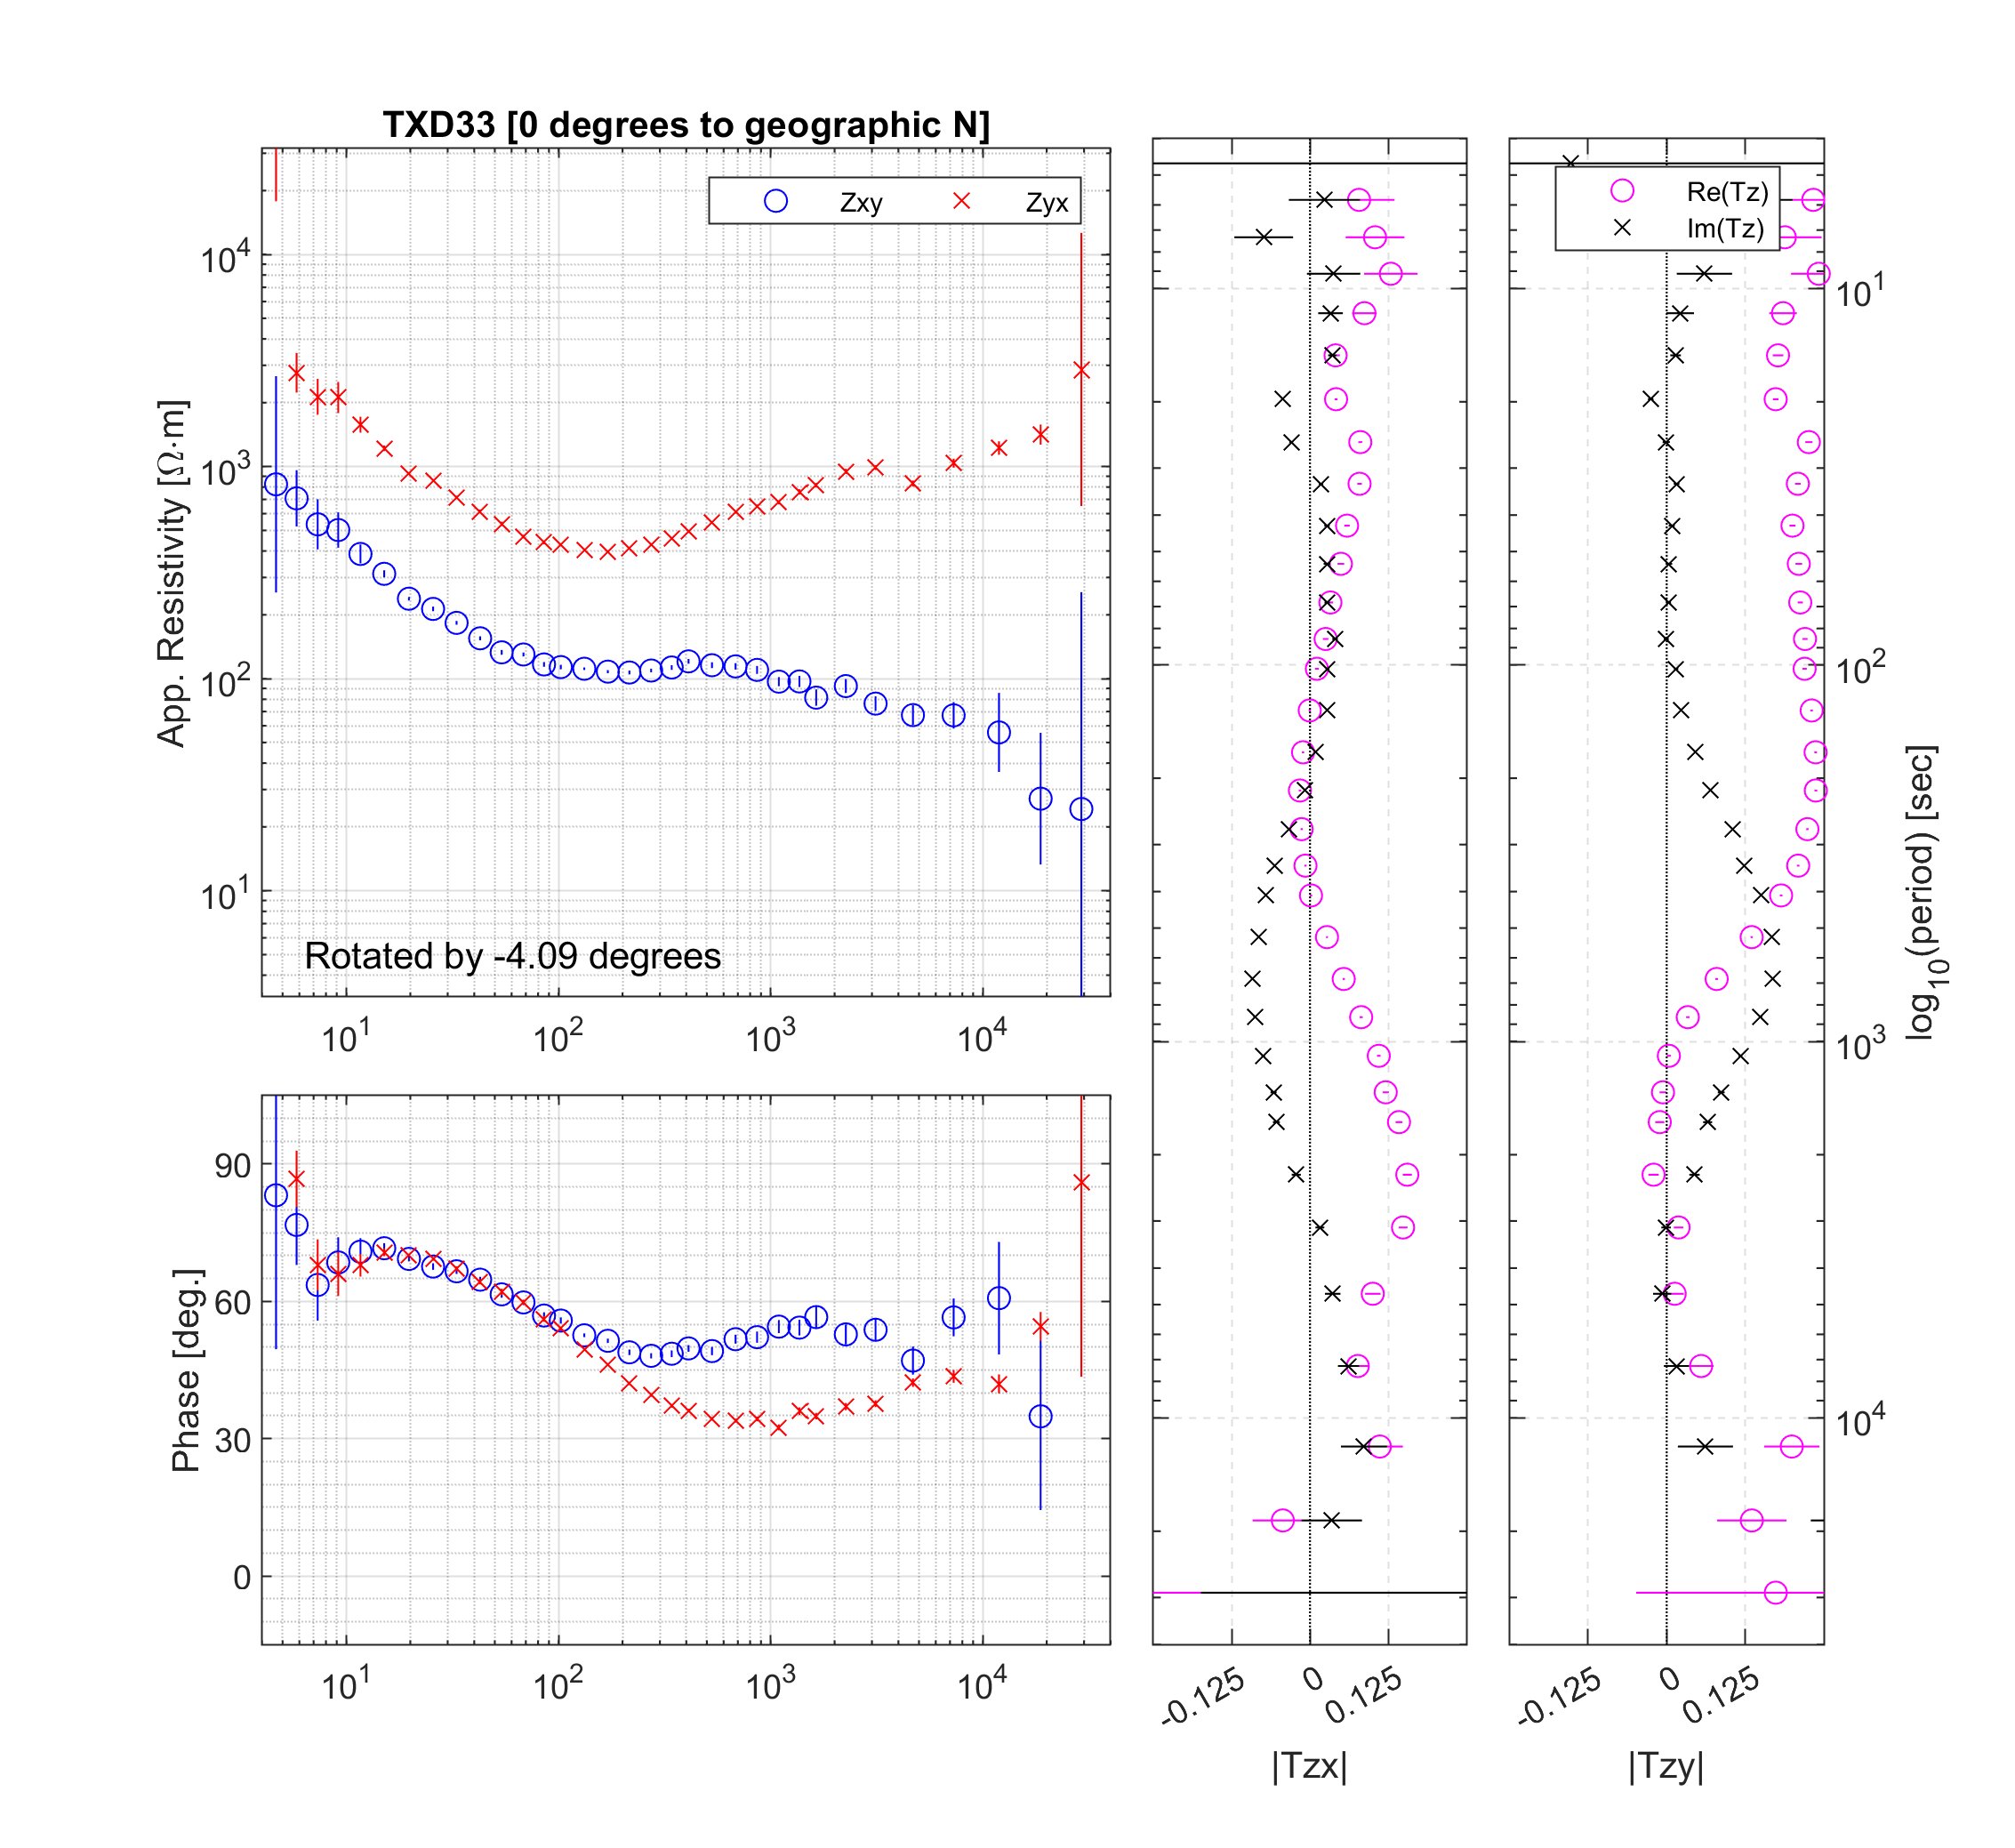 TXD33 [0 degrees to geographic N]
Zxy
Zyx
App. Resistivity [Ω·m]
10^4
10^3
10^2
10^1
Rotated by -4.09 degrees
10^1
10^2
10^3
10^4
Phase [deg.]
90
60
30
0
10^1
10^2
10^3
10^4
-0.125
0
0.125
|Tzx|
Re(Tz)
Im(Tz)
-0.125
0
0.125
|Tzy|
10^1
10^2
10^3
10^4
log_10(period) [sec]